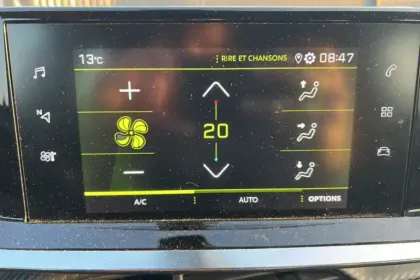 13°C
RIRE ET CHANSONS
08:47
N
20
A/C
AUTO
OPTIONS